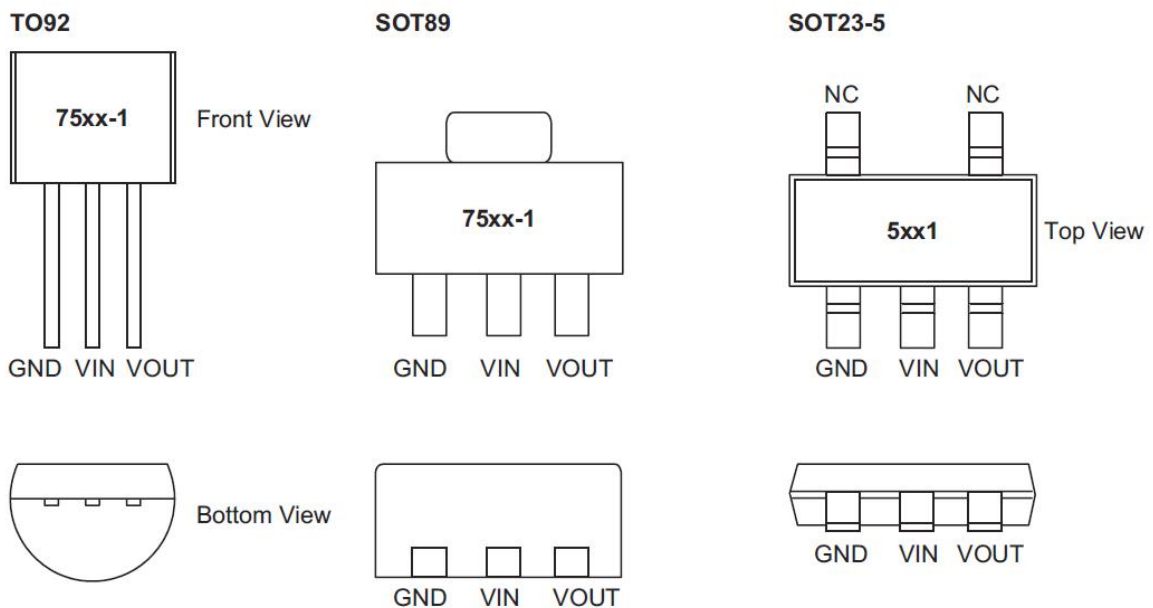 TO92
SOT89
SOT23-5
75xx-1
Front View
GND VIN VOUT
75xx-1
GND VIN VOUT
NC NC
5xx1
Top View
GND VIN VOUT
Bottom View
GND VIN VOUT
GND VIN VOUT